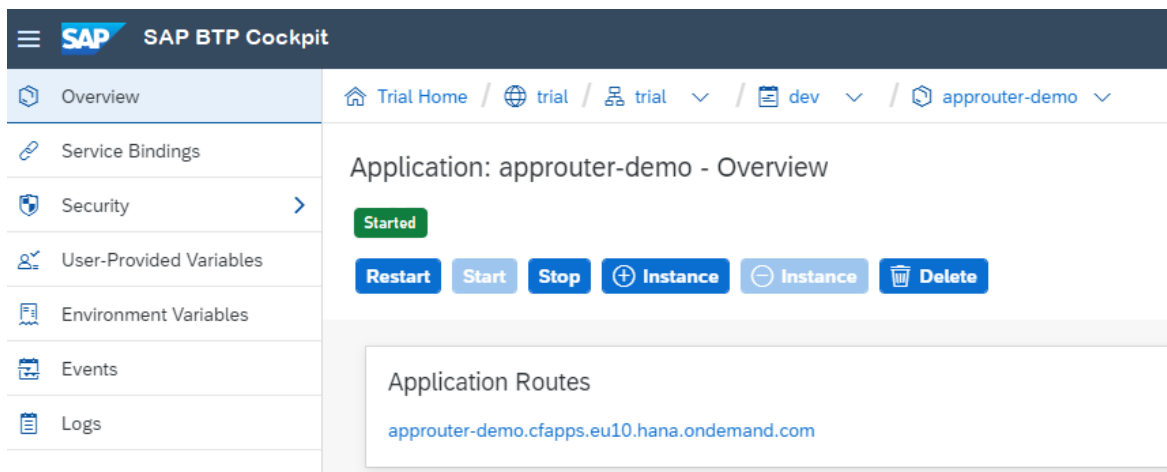 SAP SAP BTP Cockpit
Overview
Service Bindings
Security
User-Provided Variables
Environment Variables
Events
Logs
Trial Home / trial / trial / dev / approuter-demo
Application: approuter-demo - Overview
Started
Restart Start Stop Instance Instance Delete
Application Routes
approuter-demo.cfapps.eu10.hana.ondemand.com